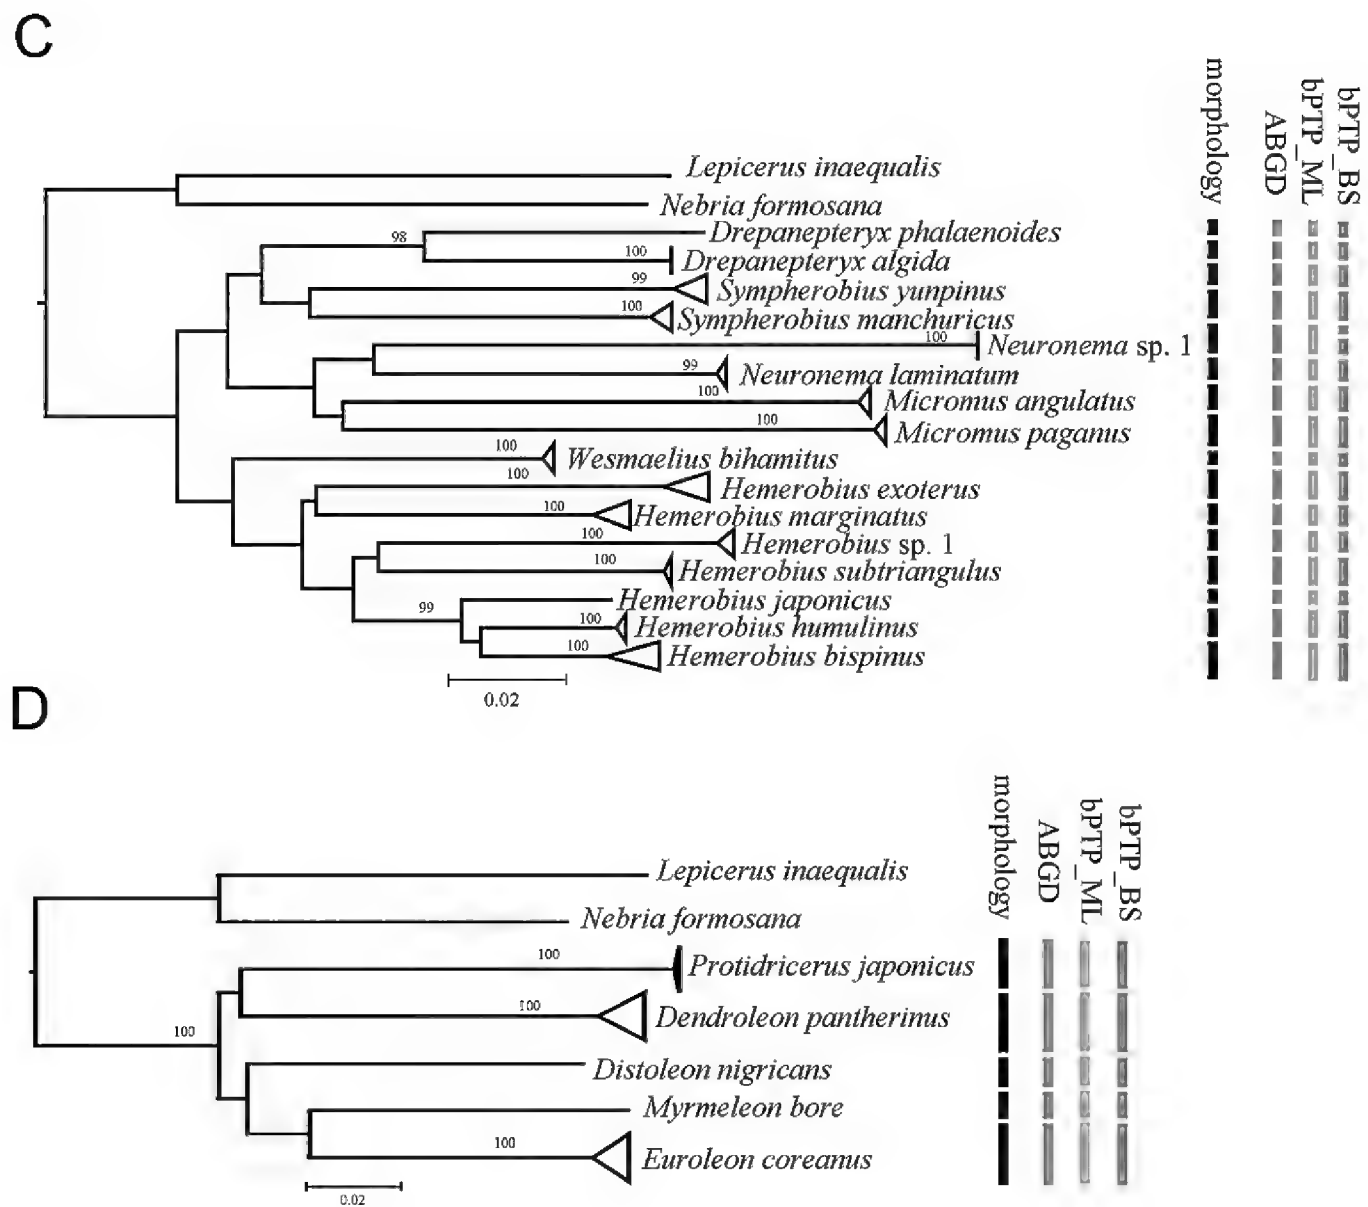 C
morphology
ABGD
bPTP_ML
bPTP_BS
Lepicerus inaequalis
Nebria formosana
98
Drepanepteryx phalaenoides
100
Drepanepteryx algida
99
Sympherobius yunpinus
100
Sympherobius manchuricus
100
Neuronema sp. 1
99
Neuronema laminatum
100
Micromus angulatus
100
Micromus paganus
100
Wesmaelius bihamitus
100
Hemerobius exoterus
100
Hemerobius marginatus
100
Hemerobius sp. 1
100
Hemerobius subtriangulus
99
Hemerobius japonicus
100
Hemerobius humulinus
100
Hemerobius bispinus
0.02
D
morphology
ABGD
bPTP_ML
bPTP_BS
Lepicerus inaequalis
Nebria formosana
100
Protidricerus japonicus
100
Dendroleon pantherinus
100
Distoleon nigricans
Myrmeleon bore
100
Euroleon coreanus
0.02